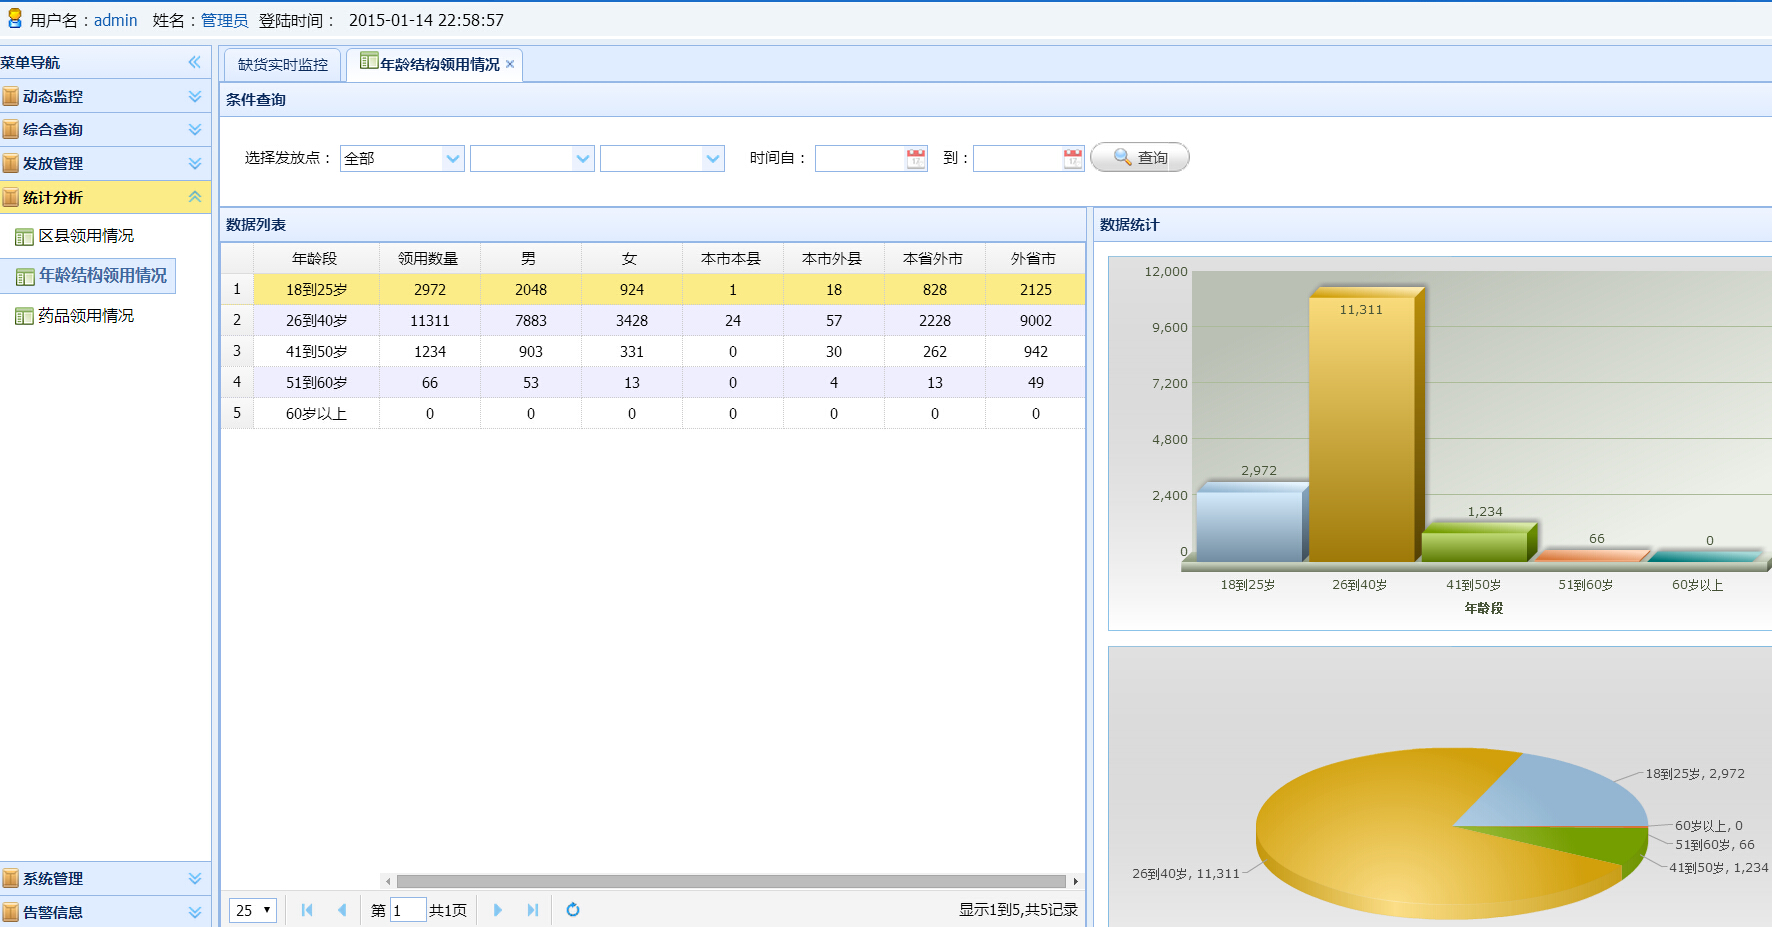 用户名：admin 姓名：管理员 登陆时间： 2015-01-14 22:58:57
菜单导航
动态监控
综合查询
发放管理
统计分析
区县领用情况
年龄结构领用情况
药品领用情况
系统管理
告警信息
缺货实时监控 年龄结构领用情况
条件查询
选择发放点： 全部 时间自： 到： 查询
数据列表
年龄段 领用数量 男 女 本市本县 本市外县 本省外市 外省市
1 18到25岁 2972 2048 924 1 18 828 2125
2 26到40岁 11311 7883 3428 24 57 2228 9002
3 41到50岁 1234 903 331 0 30 262 942
4 51到60岁 66 53 13 0 4 13 49
5 60岁以上 0 0 0 0 0 0 0
25 第 1 共1页 显示1到5,共5记录
数据统计
12,000
9,600
7,200
4,800
2,400
0
2,972
11,311
1,234
66
0
18到25岁 26到40岁 41到50岁 51到60岁 60岁以上
年龄段
18到25岁, 2,972
60岁以上, 0
51到60岁, 66
41到50岁, 1,234
26到40岁, 11,311